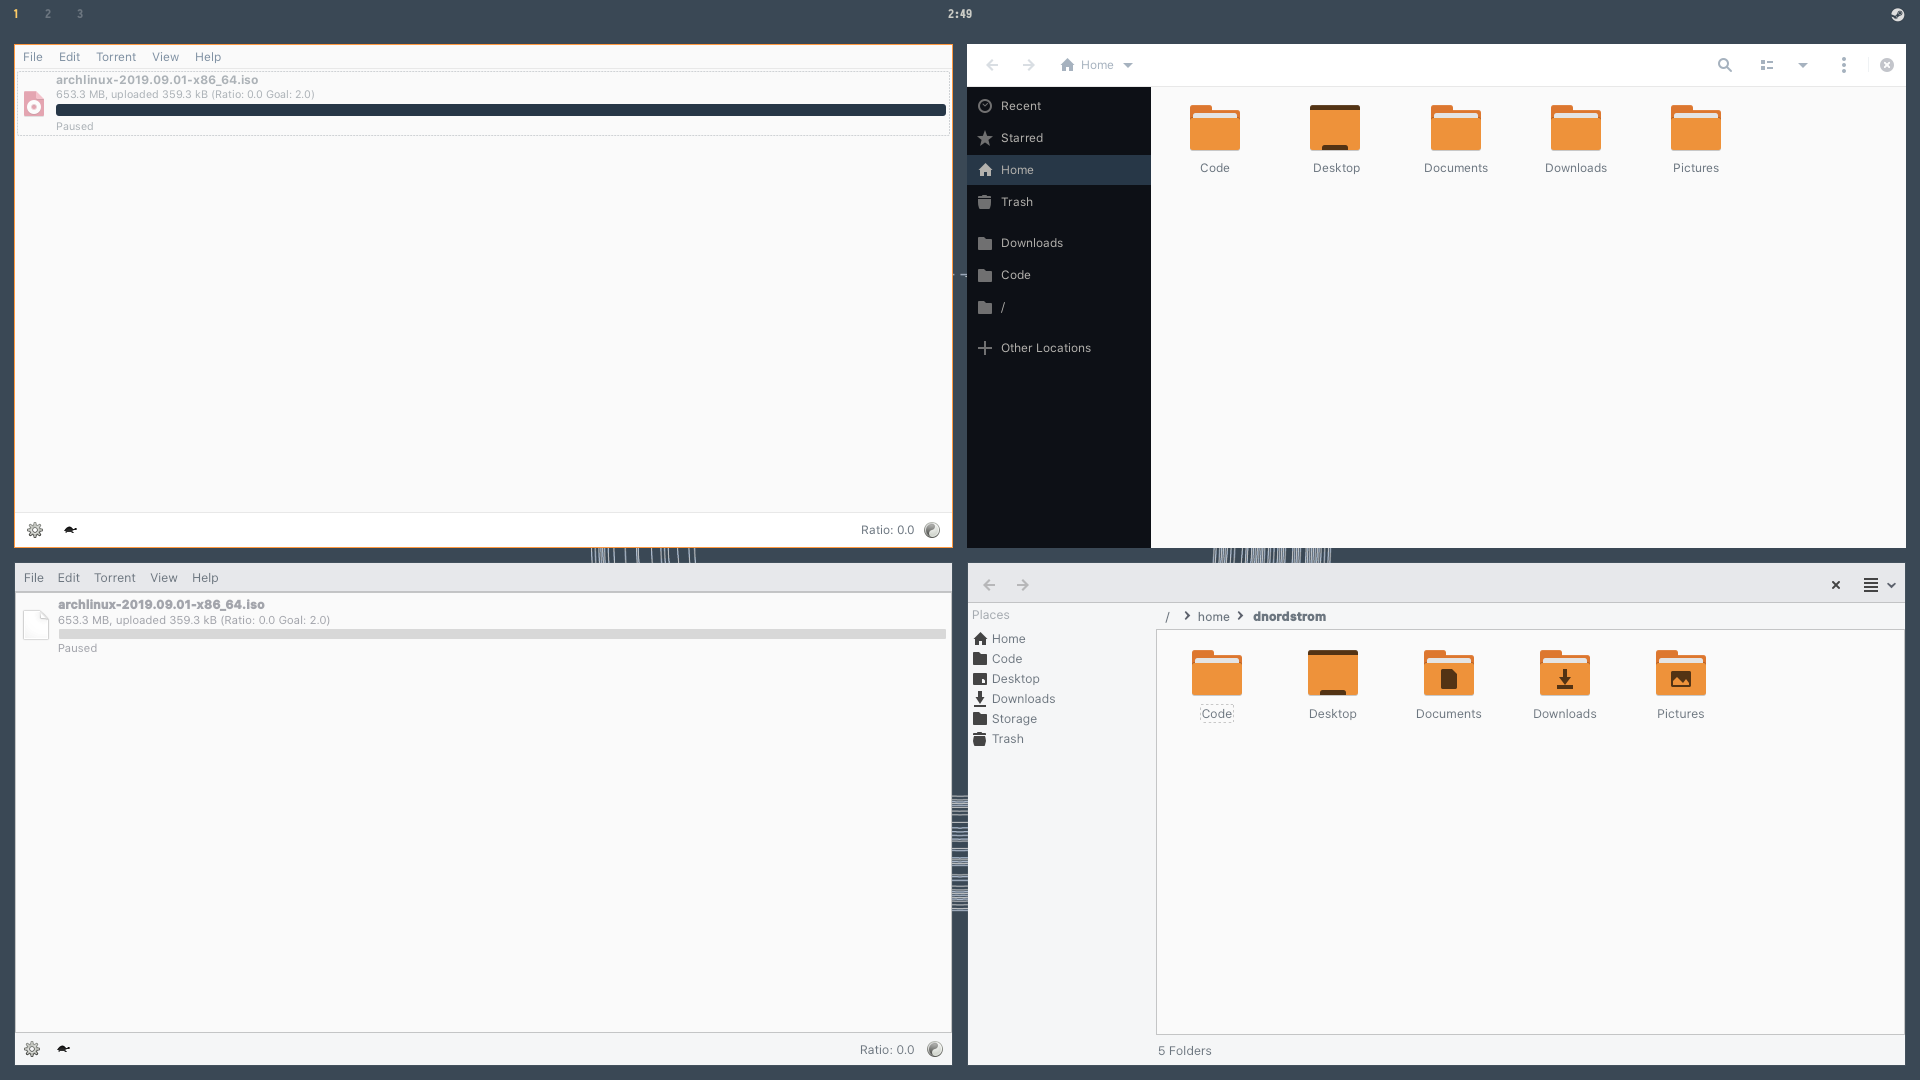 1 2 3
2:49
File Edit Torrent View Help
archlinux-2019.09.01-x86_64.iso
653.3 MB, uploaded 359.3 kB (Ratio: 0.0 Goal: 2.0)
Paused
Ratio: 0.0
Home
Recent
Starred
Home
Trash
Downloads
Code
/
Other Locations
Code Desktop Documents Downloads Pictures
File Edit Torrent View Help
archlinux-2019.09.01-x86_64.iso
653.3 MB, uploaded 359.3 kB (Ratio: 0.0 Goal: 2.0)
Paused
Ratio: 0.0
Places
Home
Code
Desktop
Downloads
Storage
Trash
/ home dnordstrom
Code Desktop Documents Downloads Pictures
5 Folders